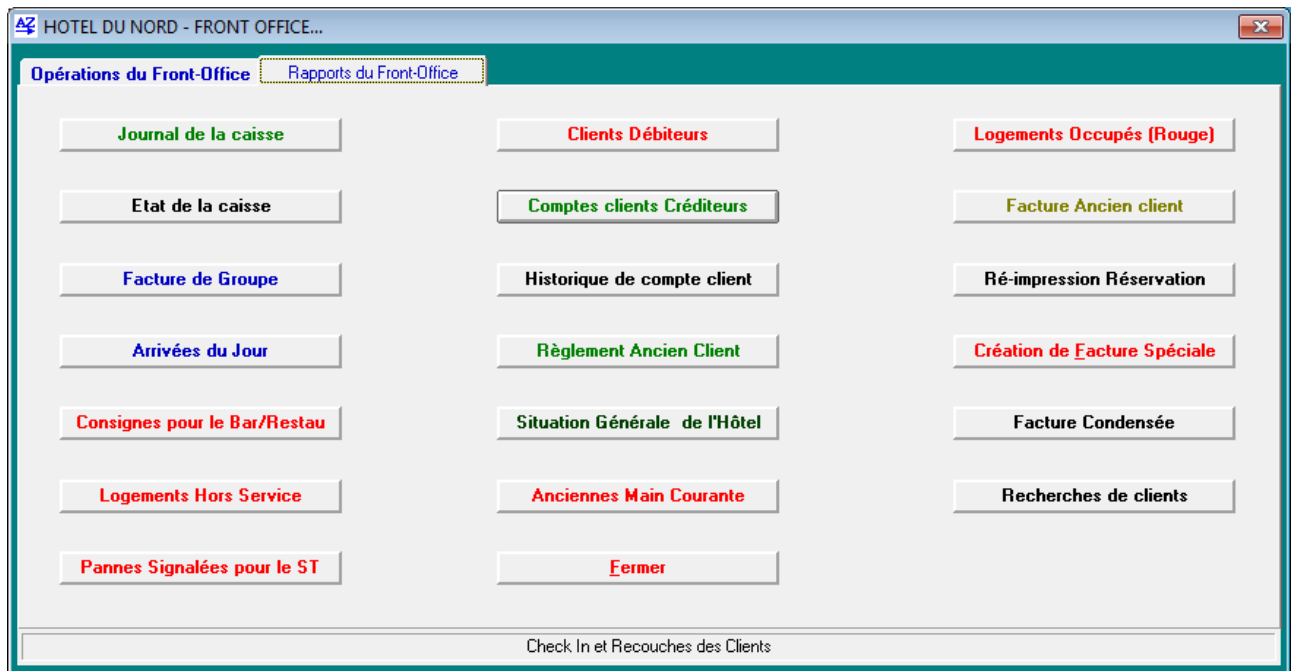 HOTEL DU NORD - FRONT OFFICE...
Opérations du Front-Office Rapports du Front-Office
Journal de la caisse Clients Débiteurs Logements Occupés (Rouge)
Etat de la caisse Comptes clients Créditeurs Facture Ancien client
Facture de Groupe Historique de compte client Ré-impression Réservation
Arrivées du Jour Règlement Ancien Client Création de Facture Spéciale
Consignes pour le Bar/Restau Situation Générale de l'Hôtel Facture Condensée
Logements Hors Service Anciennes Main Courante Recherches de clients
Pannes Signalées pour le ST Fermer
Check In et Recouches des Clients